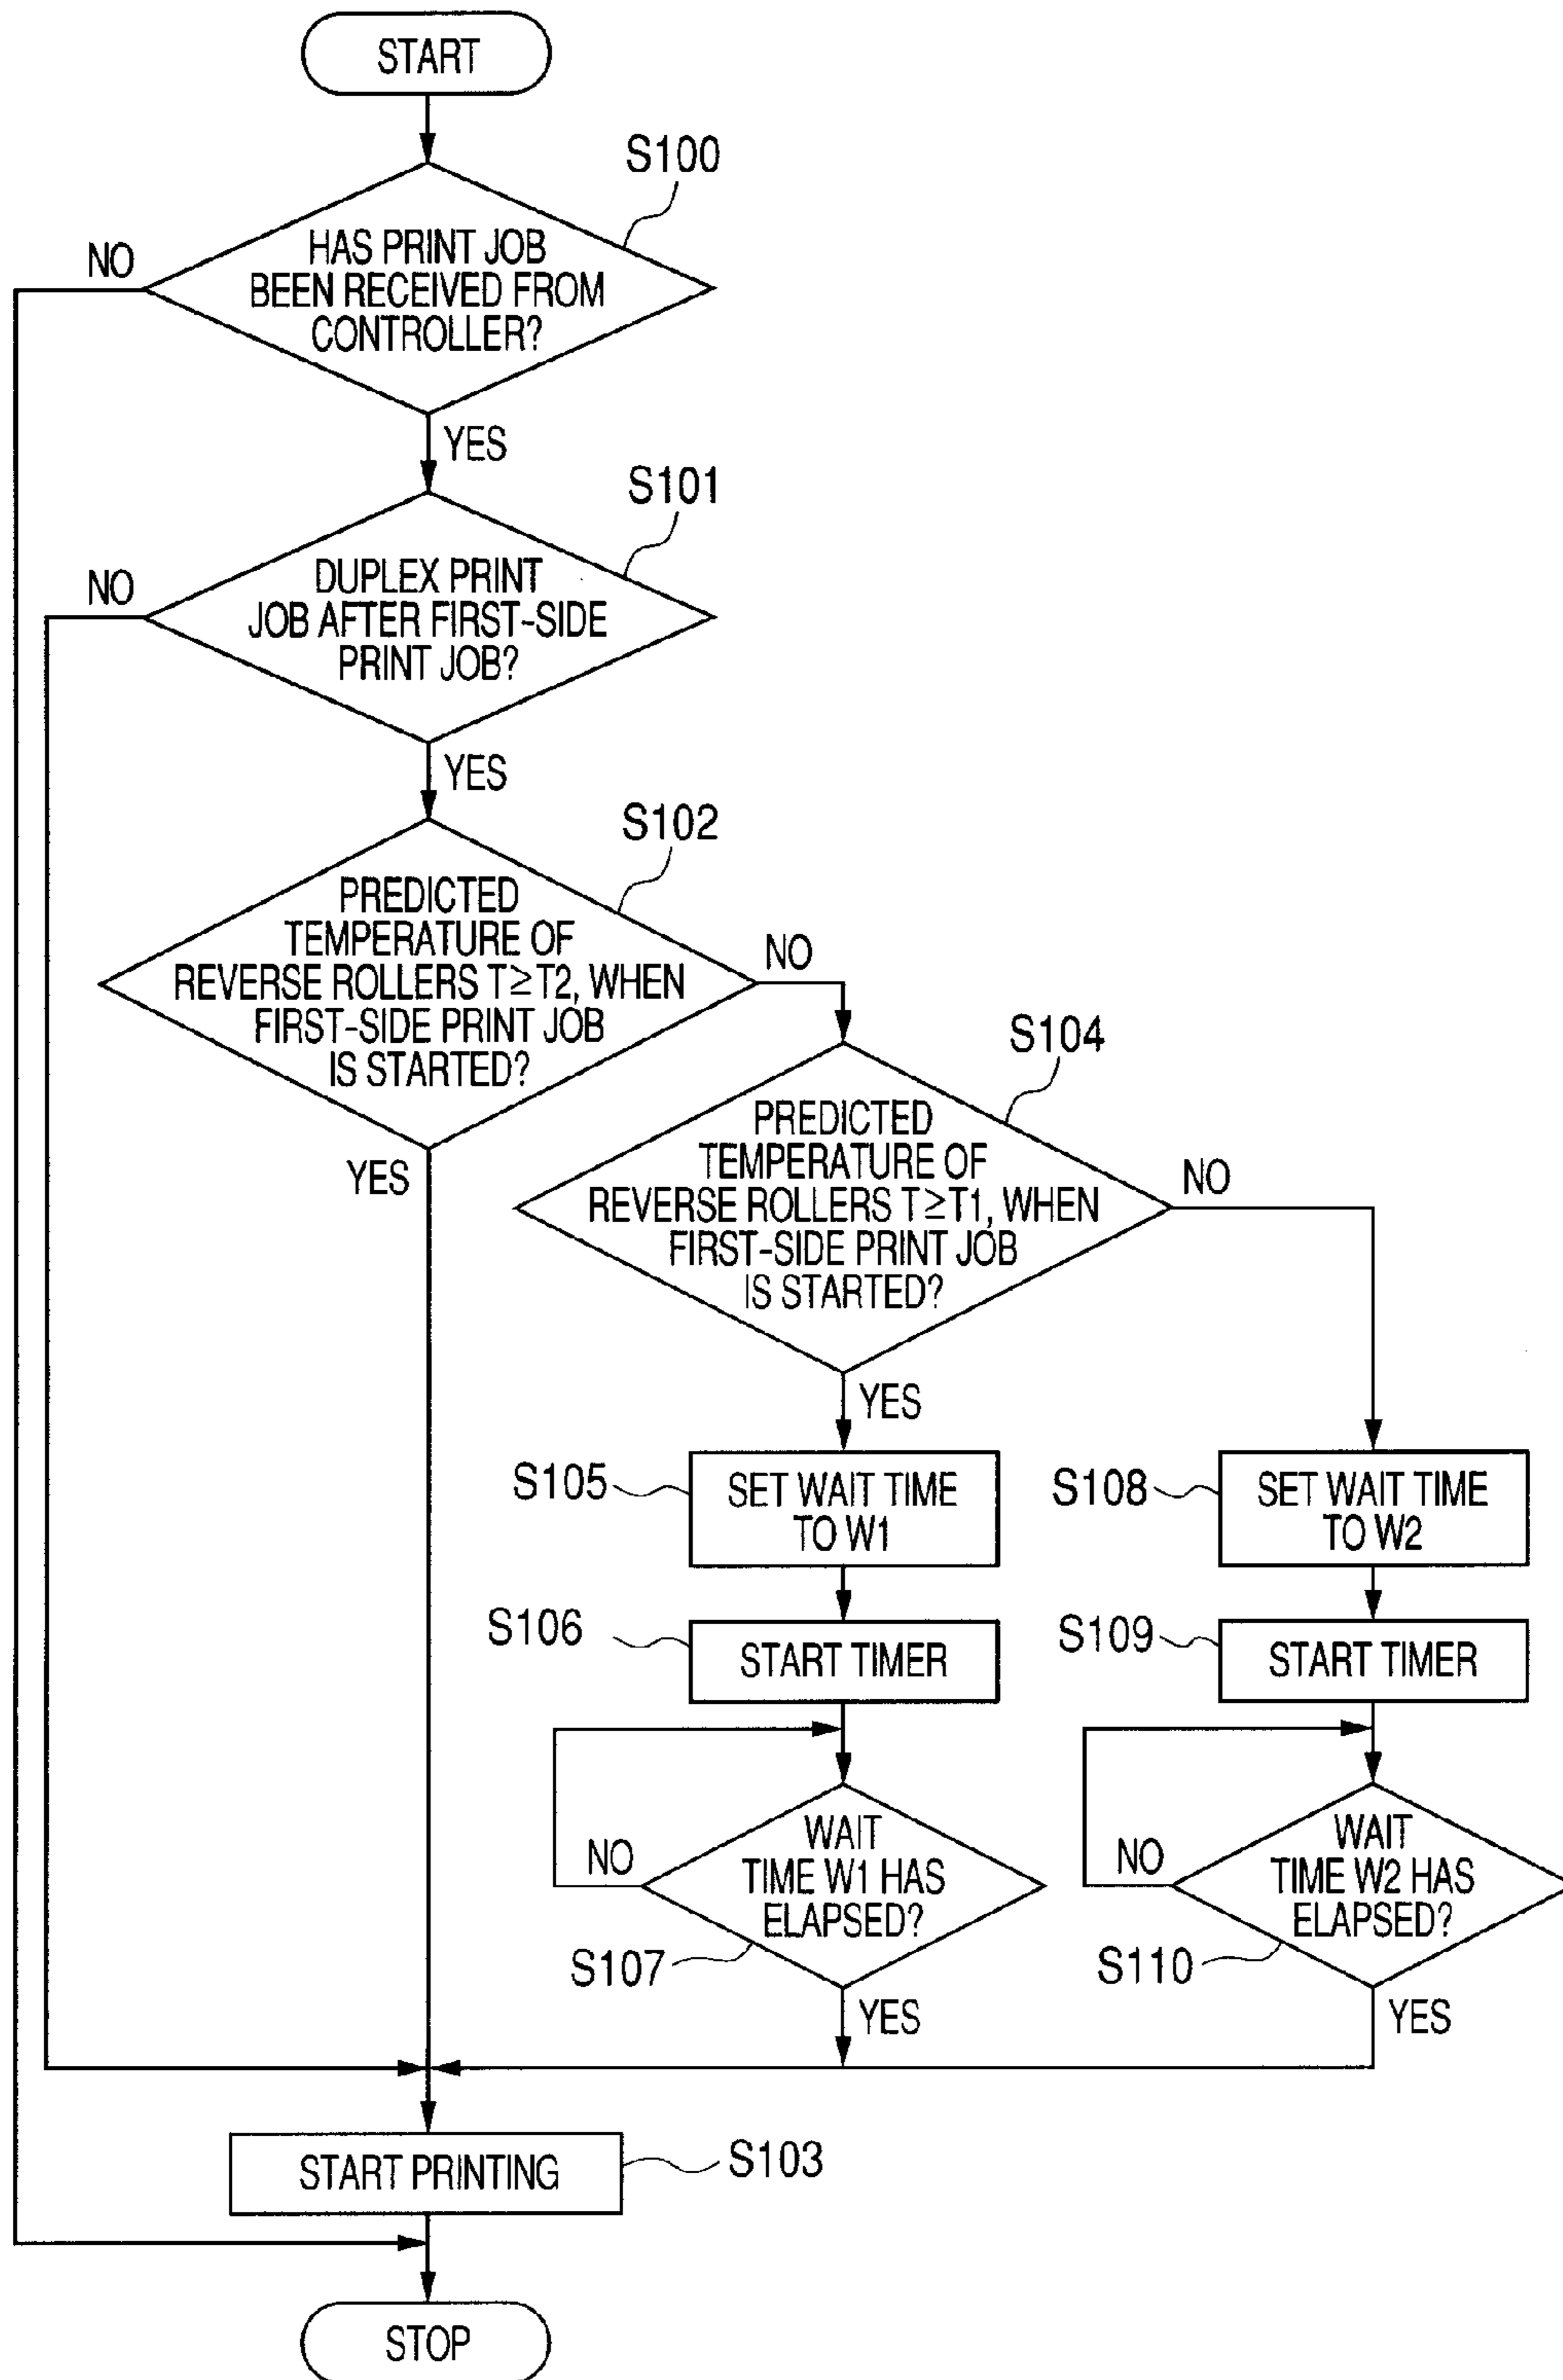 START
S100
NO
HAS PRINT JOB
BEEN RECEIVED FROM
CONTROLLER?
YES
S101
NO
DUPLEX PRINT
JOB AFTER FIRST-SIDE
PRINT JOB?
YES
S102
PREDICTED
TEMPERATURE OF
REVERSE ROLLERS T≥T2, WHEN
FIRST-SIDE PRINT JOB
IS STARTED?
NO
YES
S104
PREDICTED
TEMPERATURE OF
REVERSE ROLLERS T≥T1, WHEN
FIRST-SIDE PRINT JOB
IS STARTED?
NO
YES
S105
SET WAIT TIME
TO W1
S108
SET WAIT TIME
TO W2
S106
START TIMER
S109
START TIMER
NO
WAIT
TIME W1 HAS
ELAPSED?
S107
YES
NO
WAIT
TIME W2 HAS
ELAPSED?
S110
YES
START PRINTING
S103
STOP